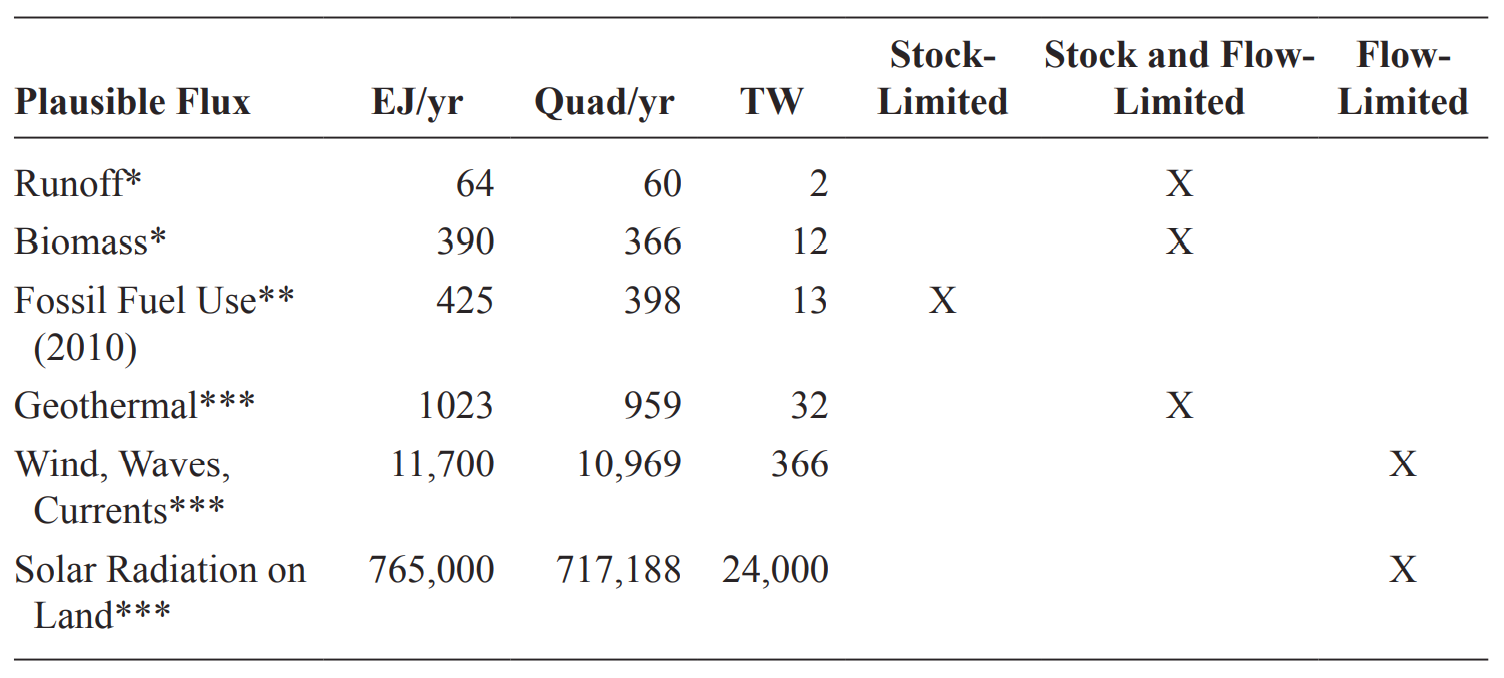 Stock- Stock and Flow- Flow-
Plausible Flux EJ/yr Quad/yr TW Limited Limited Limited
Runoff* 64 60 2 X
Biomass* 390 366 12 X
Fossil Fuel Use** 425 398 13 X
(2010)
Geothermal*** 1023 959 32 X
Wind, Waves, 11,700 10,969 366 X
Currents***
Solar Radiation on 765,000 717,188 24,000 X
Land***